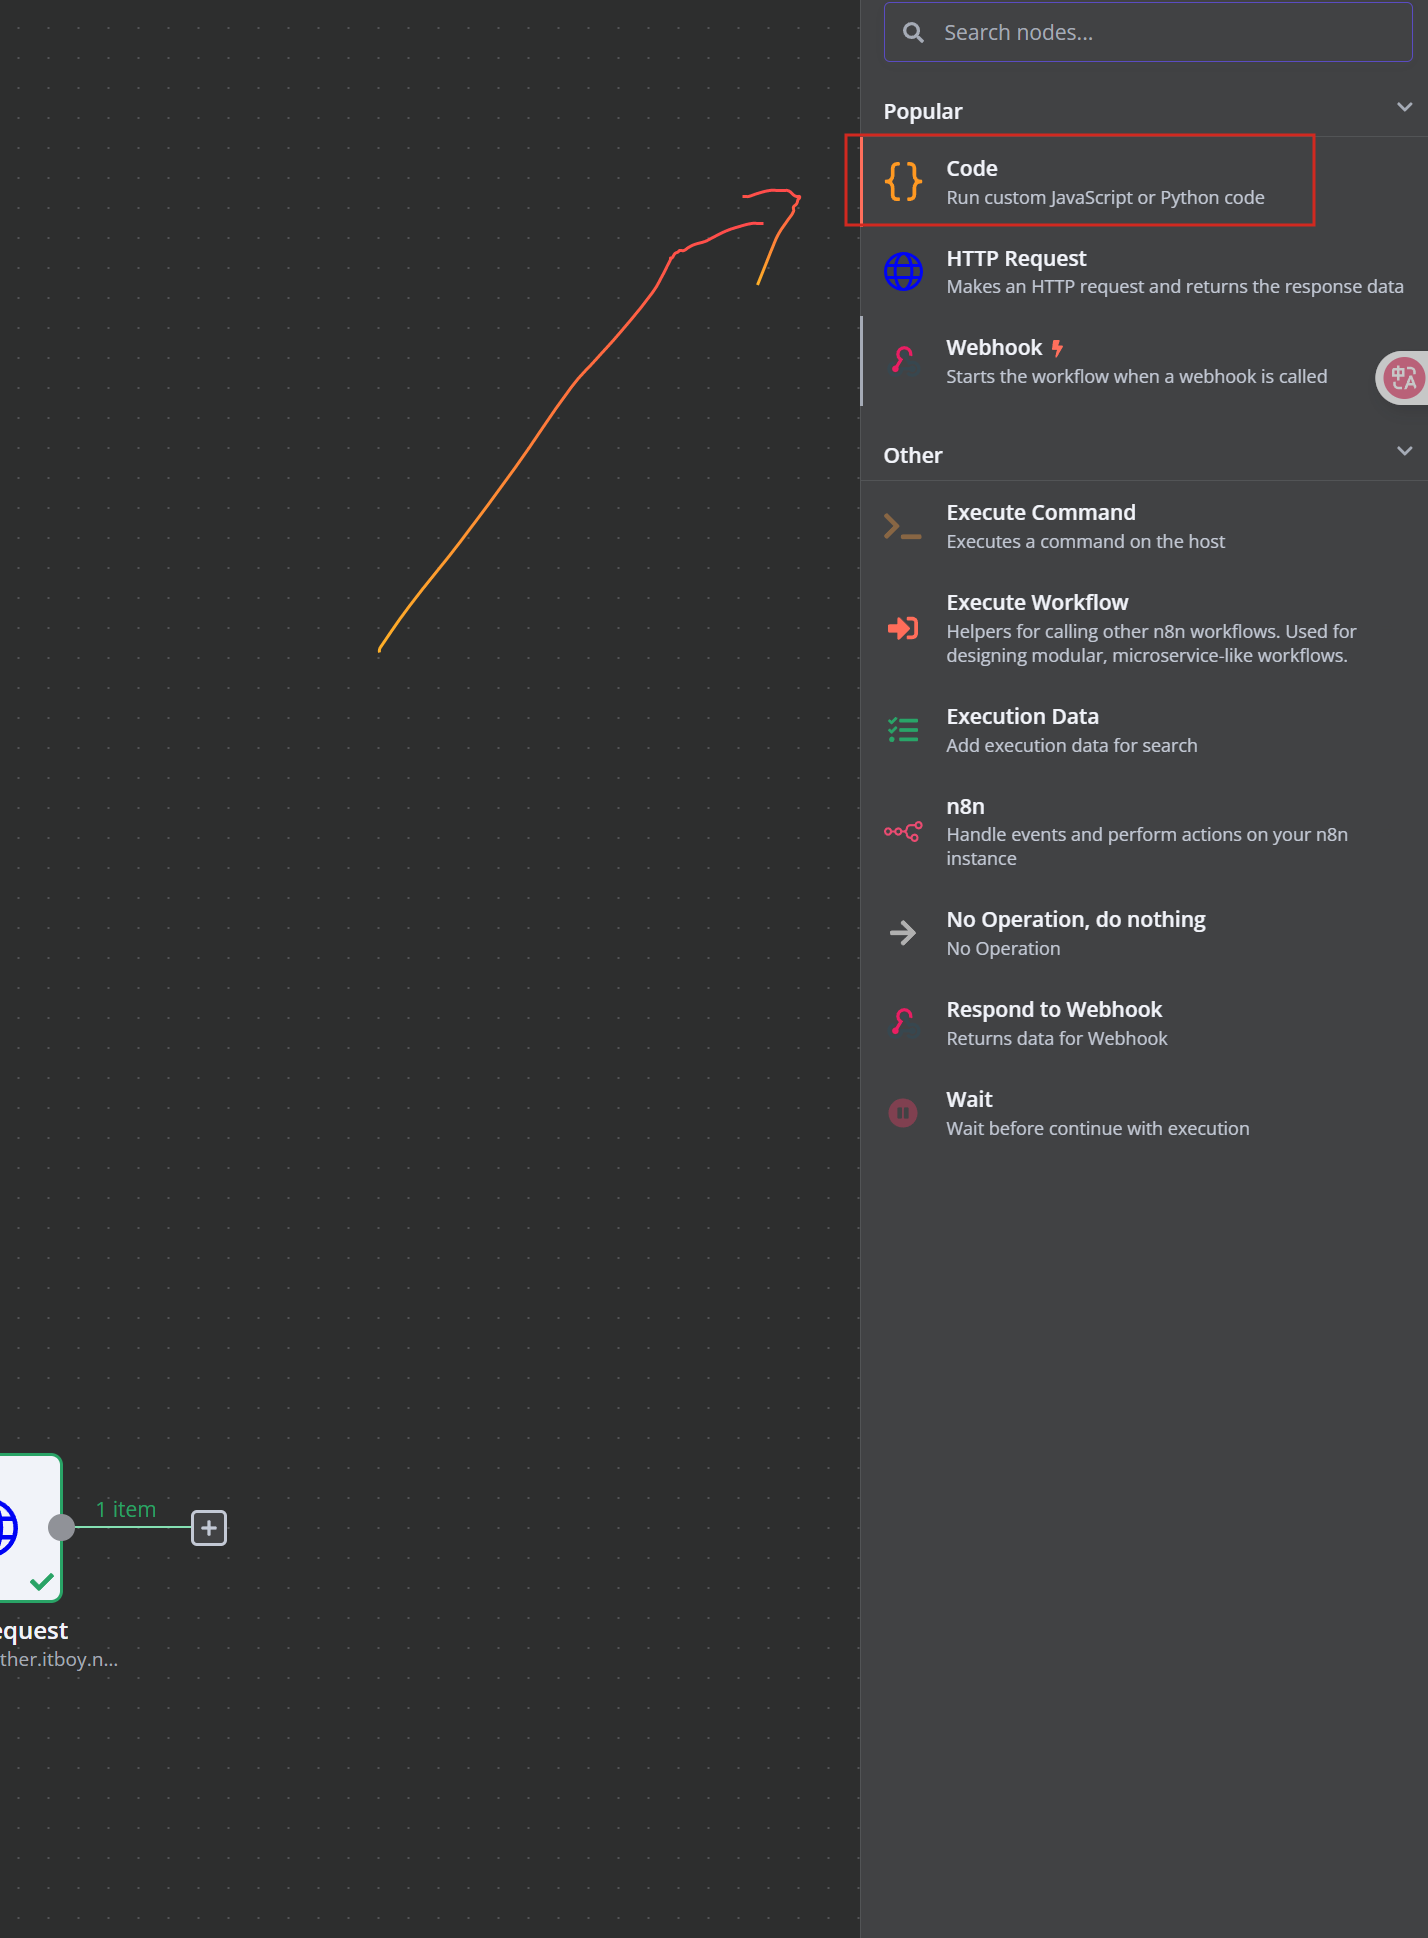 Search nodes...
Popular
Code
Run custom JavaScript or Python code
HTTP Request
Makes an HTTP request and returns the response data
Webhook
Starts the workflow when a webhook is called
中A
Other
Execute Command
Executes a command on the host
Execute Workflow
Helpers for calling other n8n workflows. Used for
designing modular, microservice-like workflows.
Execution Data
Add execution data for search
n8n
Handle events and perform actions on your n8n
instance
No Operation, do nothing
No Operation
Respond to Webhook
Returns data for Webhook
Wait
Wait before continue with execution
1 item
equest
ther.itboy.n...